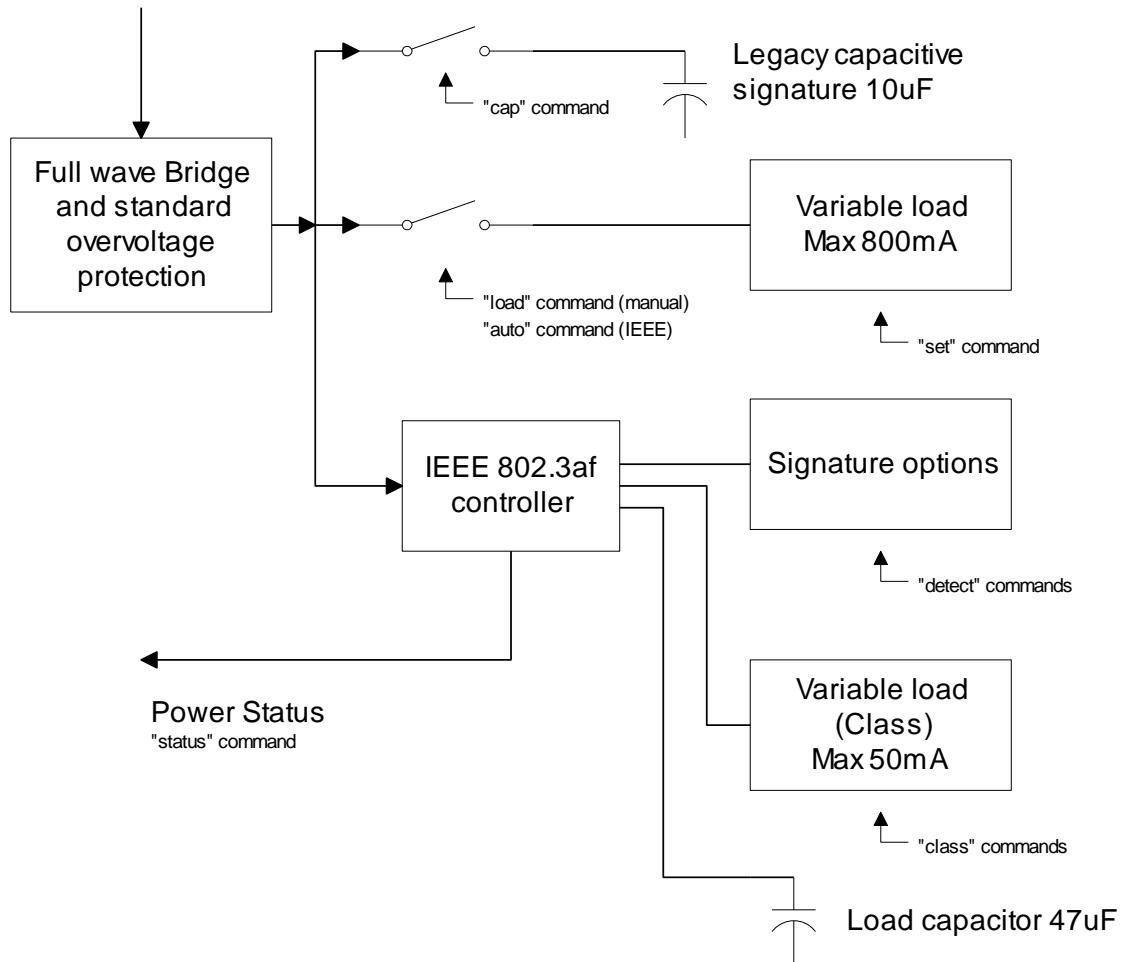 Legacy capacitive
signature 10uF
"cap" command
Full wave Bridge
and standard
overvoltage
protection
Variable load
Max 800mA
"load" command (manual)
"auto" command (IEEE)
"set" command
IEEE 802.3af
controller
Signature options
"detect" commands
Power Status
"status" command
Variable load
(Class)
Max 50mA
"class" commands
Load capacitor 47uF